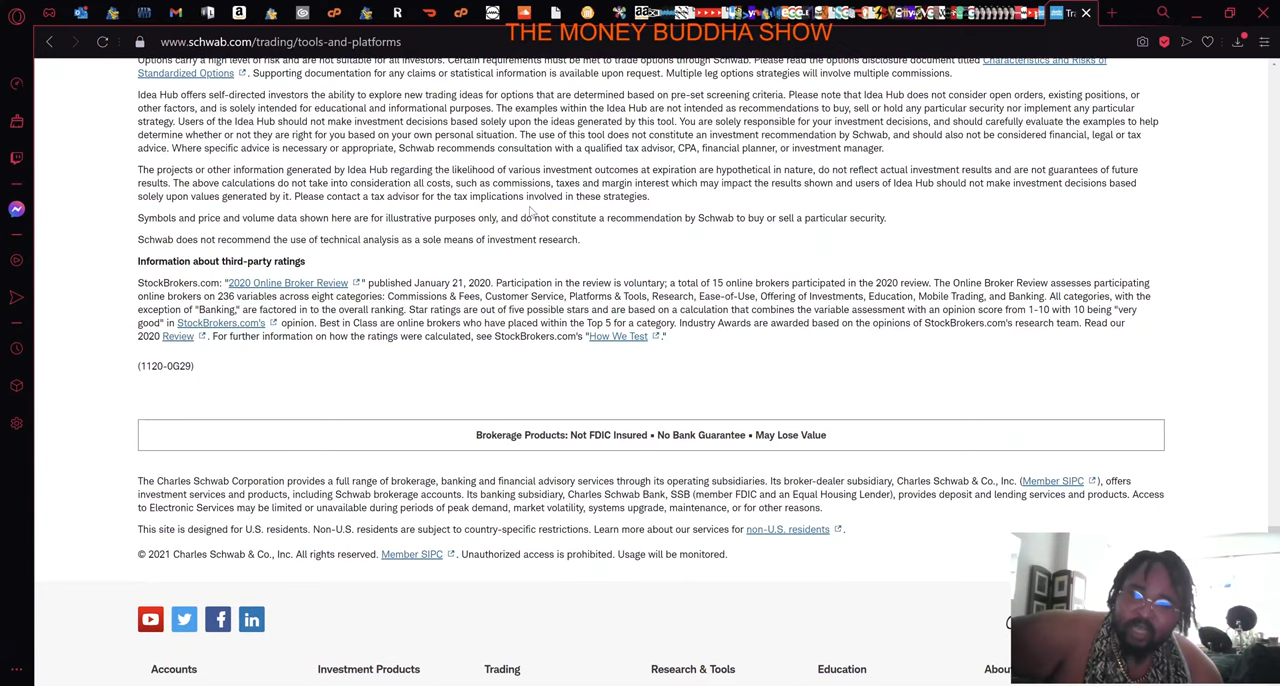 THE MONEY BUDDHA SHOW
www.schwab.com/trading/tools-and-platforms
Options carry a high level of risk and are not suitable for all investors. Certain requirements must be met to trade options through Schwab. Please read the options disclosure document titled Characteristics and Risks of
Standardized Options. Supporting documentation for any claims or statistical information is available upon request. Multiple leg options strategies will involve multiple commissions.
Idea Hub offers self-directed investors the ability to explore new trading ideas for options that are determined based on pre-set screening criteria. Please note that Idea Hub does not consider open orders, existing positions, or
other factors, and is solely intended for educational and informational purposes. The examples within the Idea Hub are not intended as recommendations to buy, sell or hold any particular security nor implement any particular
strategy. Users of the Idea Hub should not make investment decisions based solely upon the ideas generated by this tool. You are solely responsible for your investment decisions, and should carefully evaluate the examples to help
determine whether or not they are right for you based on your own personal situation. The use of this tool does not constitute an investment recommendation by Schwab, and should also not be considered financial, legal or tax
advice. Where specific advice is necessary or appropriate, Schwab recommends consultation with a qualified tax advisor, CPA, financial planner, or investment manager.
The projects or other information generated by Idea Hub regarding the likelihood of various investment outcomes at expiration are hypothetical in nature, do not reflect actual investment results and are not guarantees of future
results. The above calculations do not take into consideration all costs, such as commissions, taxes and margin interest which may impact the results shown and users of Idea Hub should not make investment decisions based
solely upon values generated by it. Please contact a tax advisor for the tax implications involved in these strategies.
Symbols and price and volume data shown here are for illustrative purposes only, and do not constitute a recommendation by Schwab to buy or sell a particular security.
Schwab does not recommend the use of technical analysis as a sole means of investment research.
Information about third-party ratings
StockBrokers.com: "2020 Online Broker Review" published January 21, 2020. Participation in the review is voluntary; a total of 15 online brokers participated in the 2020 review. The Online Broker Review assesses participating
online brokers on 236 variables across eight categories: Commissions & Fees, Customer Service, Platforms & Tools, Research, Ease-of-Use, Offering of Investments, Education, Mobile Trading, and Banking. All categories, with the
exception of "Banking," are factored in to the overall ranking. Star ratings are out of five possible stars and are based on a calculation that combines the variable assessment with an opinion score from 1-10 with 10 being "very
good" in StockBrokers.com's opinion. Best in Class are online brokers who have placed within the Top 5 for a category. Industry Awards are awarded based on the opinions of StockBrokers.com's research team. Read our
2020 Review. For further information on how the ratings were calculated, see StockBrokers.com's "How We Test."
(1120-0G29)
Brokerage Products: Not FDIC Insured • No Bank Guarantee • May Lose Value
The Charles Schwab Corporation provides a full range of brokerage, banking and financial advisory services through its operating subsidiaries. Its broker-dealer subsidiary, Charles Schwab & Co., Inc. (Member SIPC), offers
investment services and products, including Schwab brokerage accounts. Its banking subsidiary, Charles Schwab Bank, SSB (member FDIC and an Equal Housing Lender), provides deposit and lending services and products. Access
to Electronic Services may be limited or unavailable during periods of peak demand, market volatility, systems upgrade, maintenance, or for other reasons.
This site is designed for U.S. residents. Non-U.S. residents are subject to country-specific restrictions. Learn more about our services for non-U.S. residents.
© 2021 Charles Schwab & Co., Inc. All rights reserved. Member SIPC. Unauthorized access is prohibited. Usage will be monitored.
Accounts
Investment Products
Trading
Research & Tools
Education